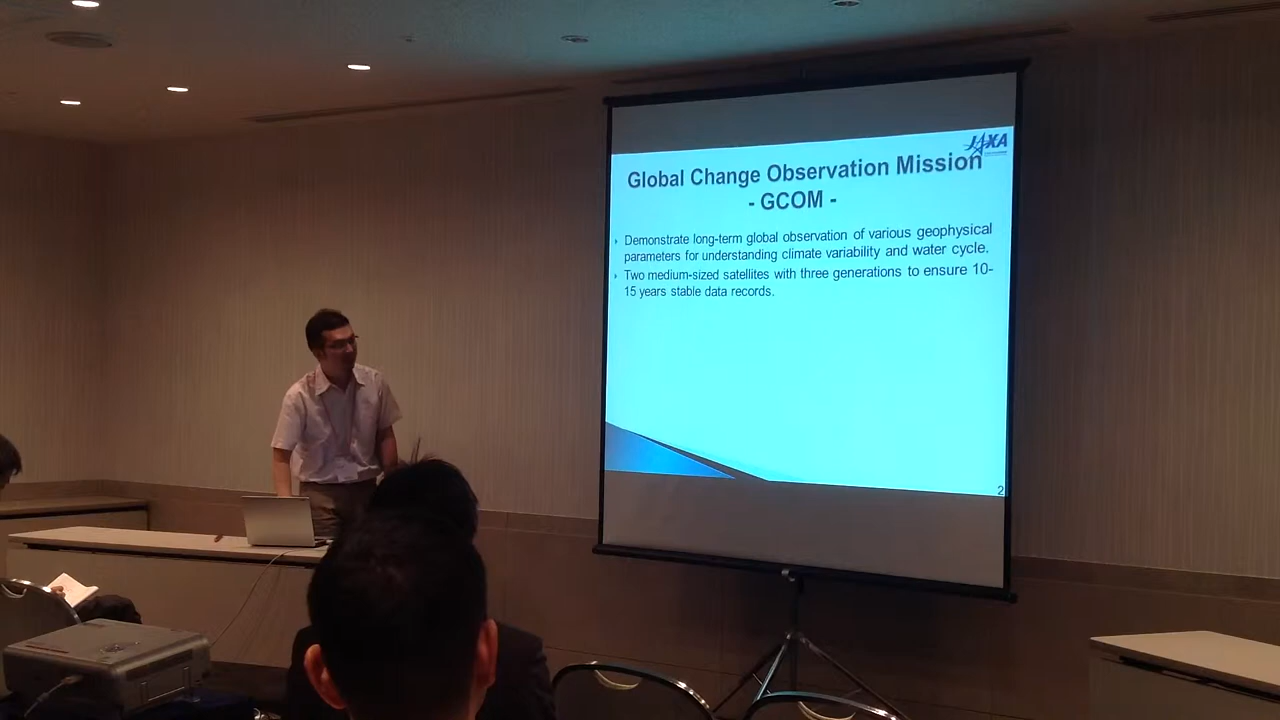 JAXA
Global Change Observation Mission
- GCOM -
Demonstrate long-term global observation of various geophysical
parameters for understanding climate variability and water cycle.
Two medium-sized satellites with three generations to ensure 10-
15 years stable data records.
2